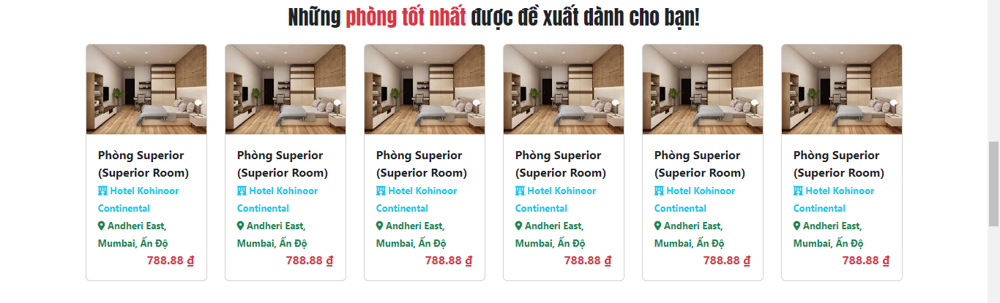 Những phòng tốt nhất được đề xuất dành cho bạn!
Phòng Superior
(Superior Room)
Hotel Kohinoor
Continental
Andheri East,
Mumbai, Ấn Độ
788.88 ₫
Phòng Superior
(Superior Room)
Hotel Kohinoor
Continental
Andheri East,
Mumbai, Ấn Độ
788.88 ₫
Phòng Superior
(Superior Room)
Hotel Kohinoor
Continental
Andheri East,
Mumbai, Ấn Độ
788.88 ₫
Phòng Superior
(Superior Room)
Hotel Kohinoor
Continental
Andheri East,
Mumbai, Ấn Độ
788.88 ₫
Phòng Superior
(Superior Room)
Hotel Kohinoor
Continental
Andheri East,
Mumbai, Ấn Độ
788.88 ₫
Phòng Superior
(Superior Room)
Hotel Kohinoor
Continental
Andheri East,
Mumbai, Ấn Độ
788.88 ₫